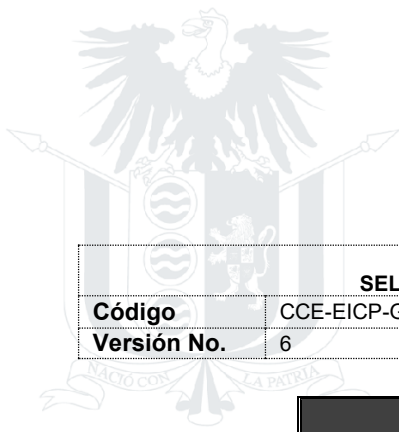 SEL
Código CCE-EICP-G
Versión No. 6
NACIÓ CON LA PATRIA